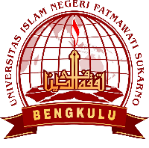 UNIVERSITAS ISLAM NEGERI FATMAWATI SUKARNO
BENGKULU